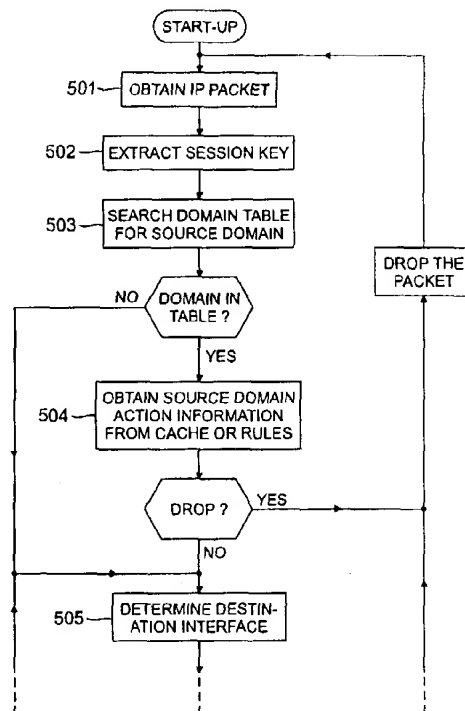 START-UP
501
OBTAIN IP PACKET
502
EXTRACT SESSION KEY
503
SEARCH DOMAIN TABLE
FOR SOURCE DOMAIN
DROP THE
PACKET
NO
DOMAIN IN
TABLE ?
YES
504
OBTAIN SOURCE DOMAIN
ACTION INFORMATION
FROM CACHE OR RULES
DROP ?
YES
NO
505
DETERMINE DESTIN-
ATION INTERFACE